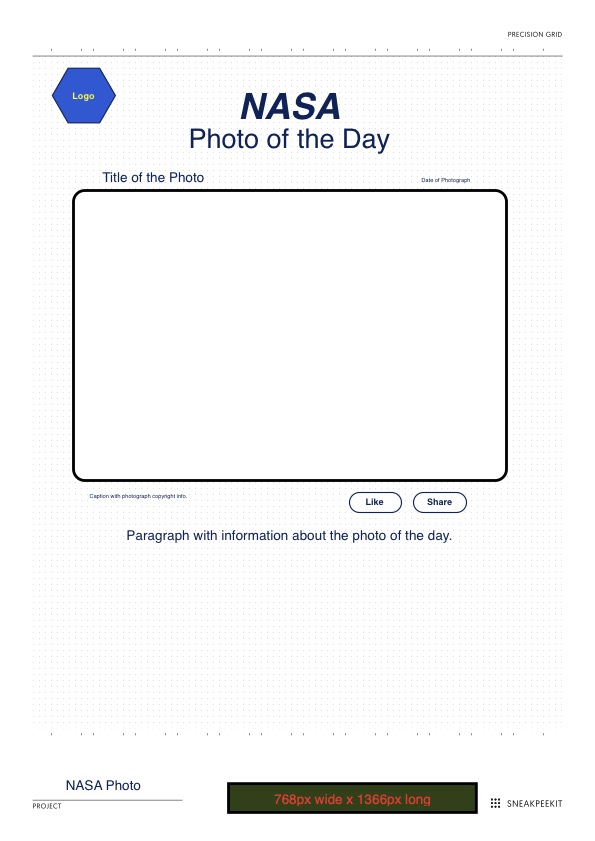 PRECISION GRID
Logo
NASA
Photo of the Day
Title of the Photo
Date of Photograph
Caption with photograph copyright info.
Like
Share
Paragraph with information about the photo of the day.
NASA Photo
PROJECT
768px wide x 1366px long
SNEAKPEEKIT